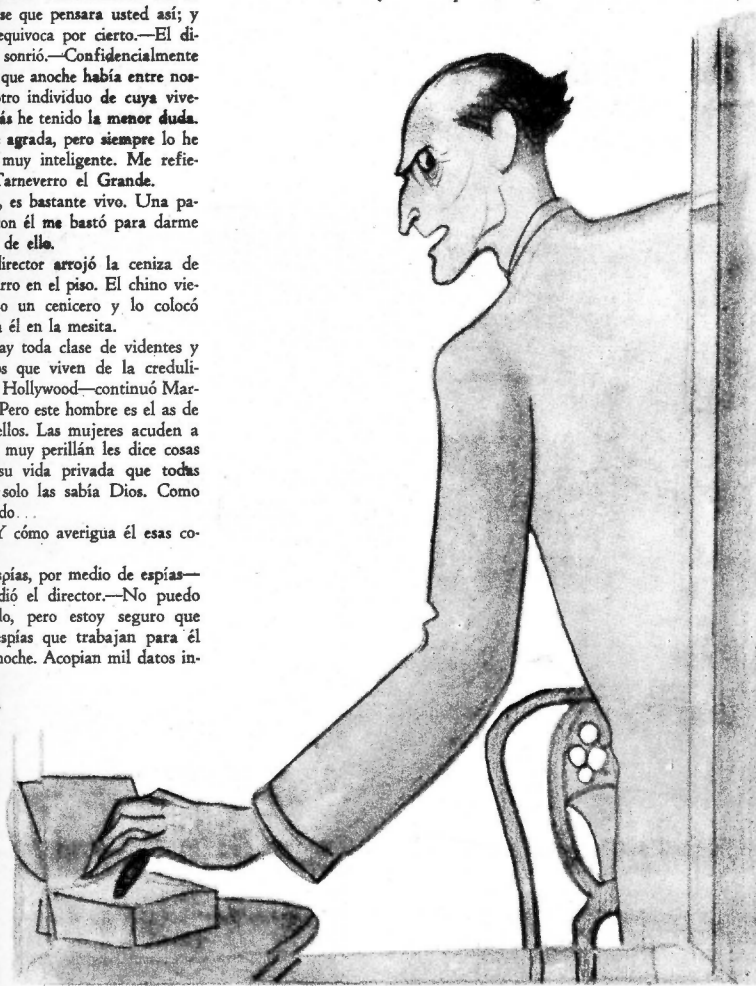 se que pensara usted así; y
equivoca por cierto.—El di-
sonrió.—Confidencialmente
que anoche había entre nos-
otro individuo de cuya vive-
ás he tenido la menor duda.
agrada, pero siempre lo he
muy inteligente. Me refie-
Tarneverro el Grande.
, es bastante vivo. Una pa-
on él me bastó para darme
de ello.
director arrojó la ceniza de
rro en el piso. El chino vie-
o un cenicero y lo colocó
a él en la mesita.
ay toda clase de videntes y
os que viven de la creduli-
Hollywood—continuó Mar-
Pero este hombre es el as de
ellos. Las mujeres acuden a
muy perillán les dice cosas
su vida privada que todas
solo las sabía Dios. Como
do...
Y cómo averigua él esas co-
spías, por medio de espías—
dió el director.—No puedo
lo, pero estoy seguro que
espías que trabajan para él
noche. Acopian mil datos in-